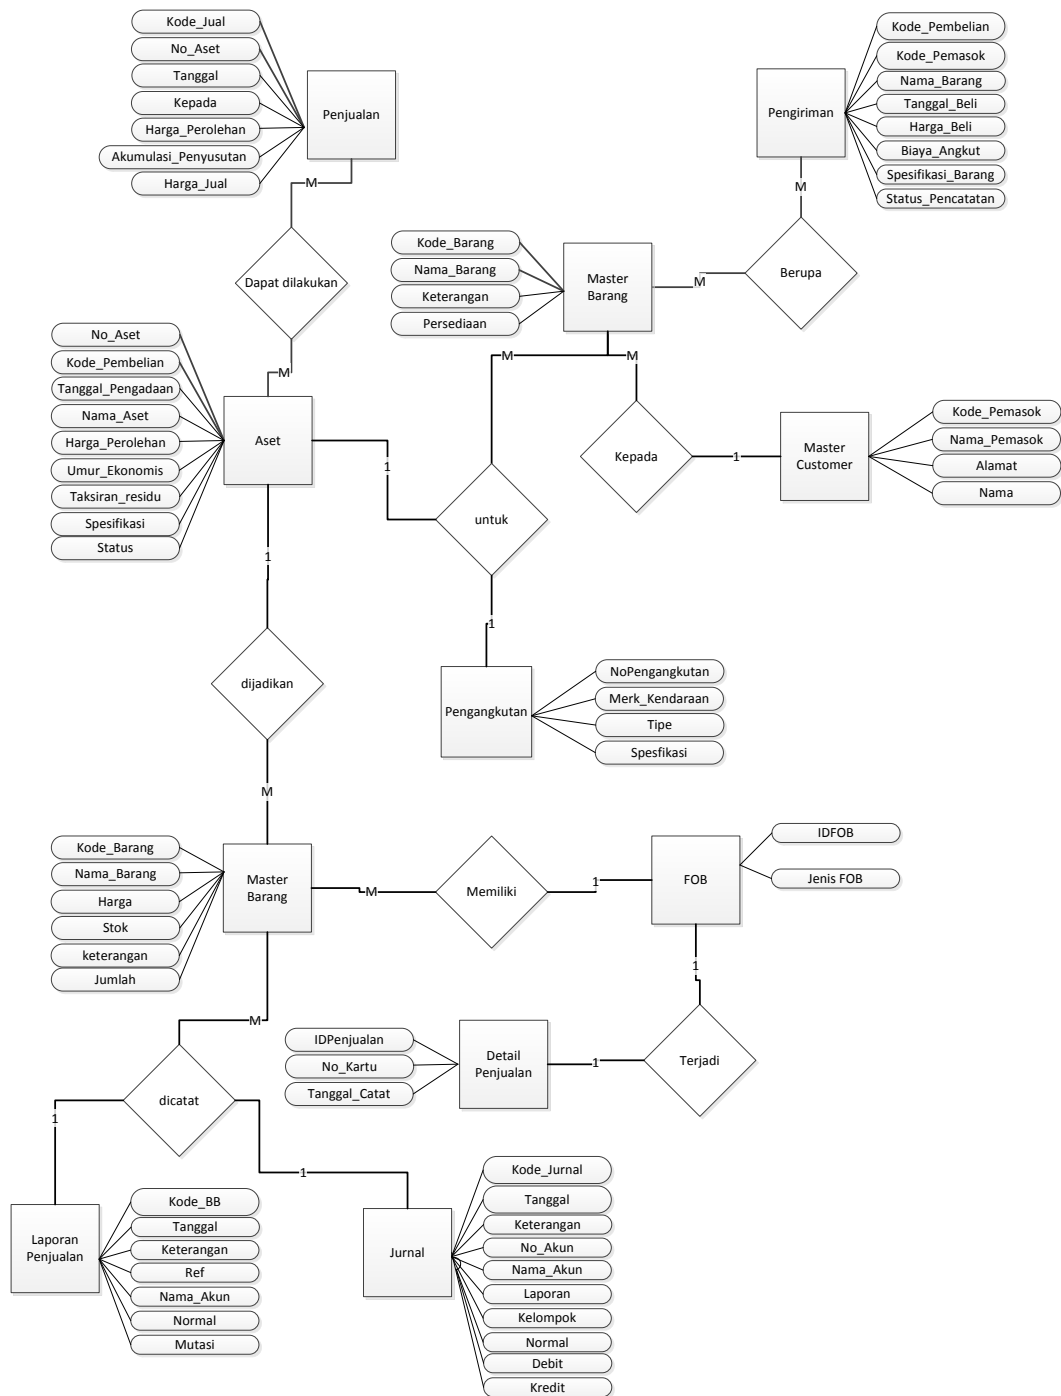 Kode_Jual
No_Aset
Tanggal
Kepada
Harga_Perolehan
Akumulasi_Penyusutan
Harga_Jual
Penjualan
M
Dapat dilakukan
M
Kode_Pembelian
Kode_Pemasok
Nama_Barang
Tanggal_Beli
Harga_Beli
Biaya_Angkut
Spesifikasi_Barang
Status_Pencatatan
Pengiriman
M
Berupa
M
Kode_Barang
Nama_Barang
Keterangan
Persediaan
Master
Barang
M
M
No_Aset
Kode_Pembelian
Tanggal_Pengadaan
Nama_Aset
Harga_Perolehan
Umur_Ekonomis
Taksiran_residu
Spesifikasi
Status
Aset
1
1
untuk
1
Kepada
1
Master
Customer
Kode_Pemasok
Nama_Pemasok
Alamat
Nama
dijadikan
M
Pengangkutan
NoPengangkutan
Merk_Kendaraan
Tipe
Spesfikasi
Kode_Barang
Nama_Barang
Harga
Stok
keterangan
Jumlah
Master
Barang
M
Memiliki
1
FOB
IDFOB
Jenis FOB
1
Terjadi
1
Detail
Penjualan
IDPenjualan
No_Kartu
Tanggal_Catat
M
dicatat
1
1
Laporan
Penjualan
Kode_BB
Tanggal
Keterangan
Ref
Nama_Akun
Normal
Mutasi
Jurnal
Kode_Jurnal
Tanggal
Keterangan
No_Akun
Nama_Akun
Laporan
Kelompok
Normal
Debit
Kredit